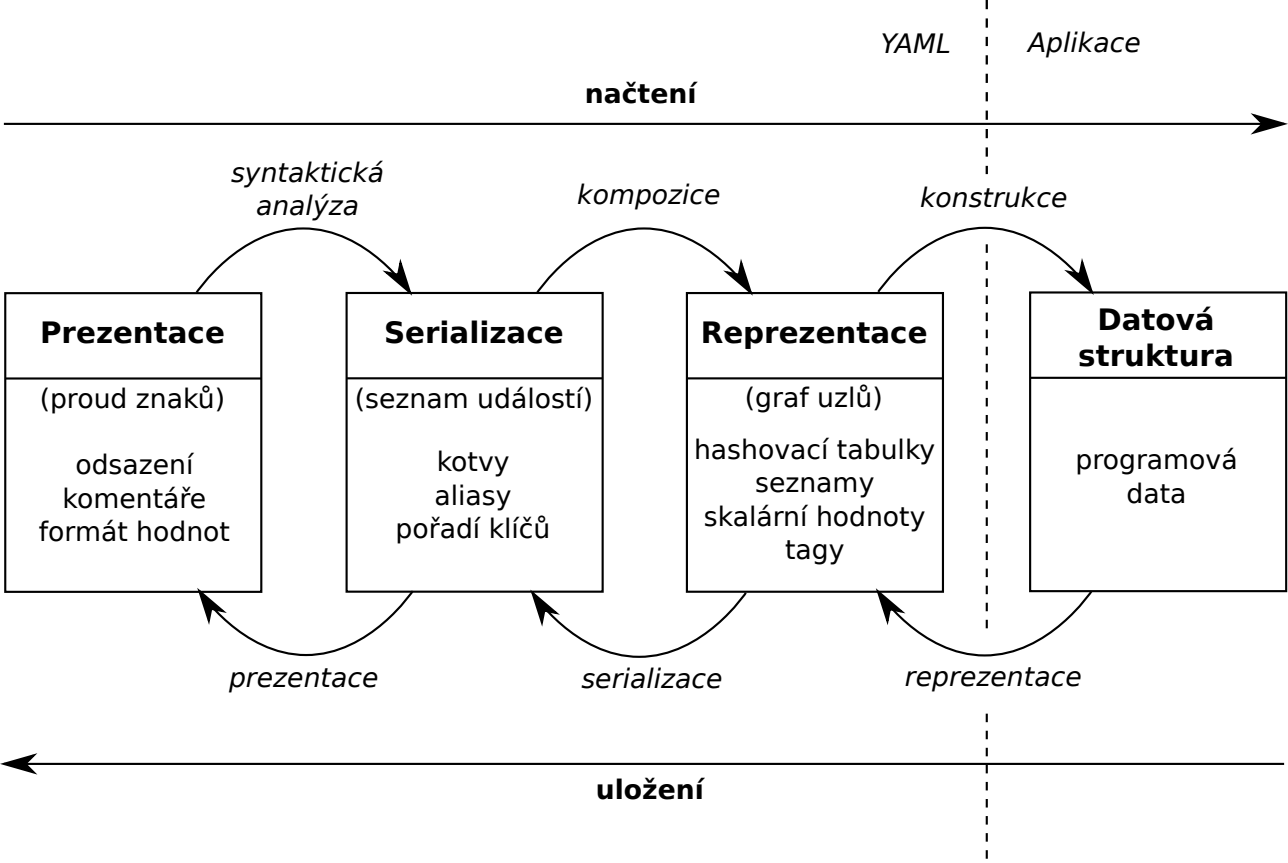 YAML
Aplikace
načtení
syntaktická
analýza
kompozice
konstrukce
Prezentace
(proud znaků)
odsazení
komentáře
formát hodnot
Serializace
(seznam událostí)
kotvy
aliasy
pořadí klíčů
Reprezentace
(graf uzlů)
hashovací tabulky
seznamy
skalární hodnoty
tagy
Datová
struktura
programová
data
prezentace
serializace
reprezentace
uložení